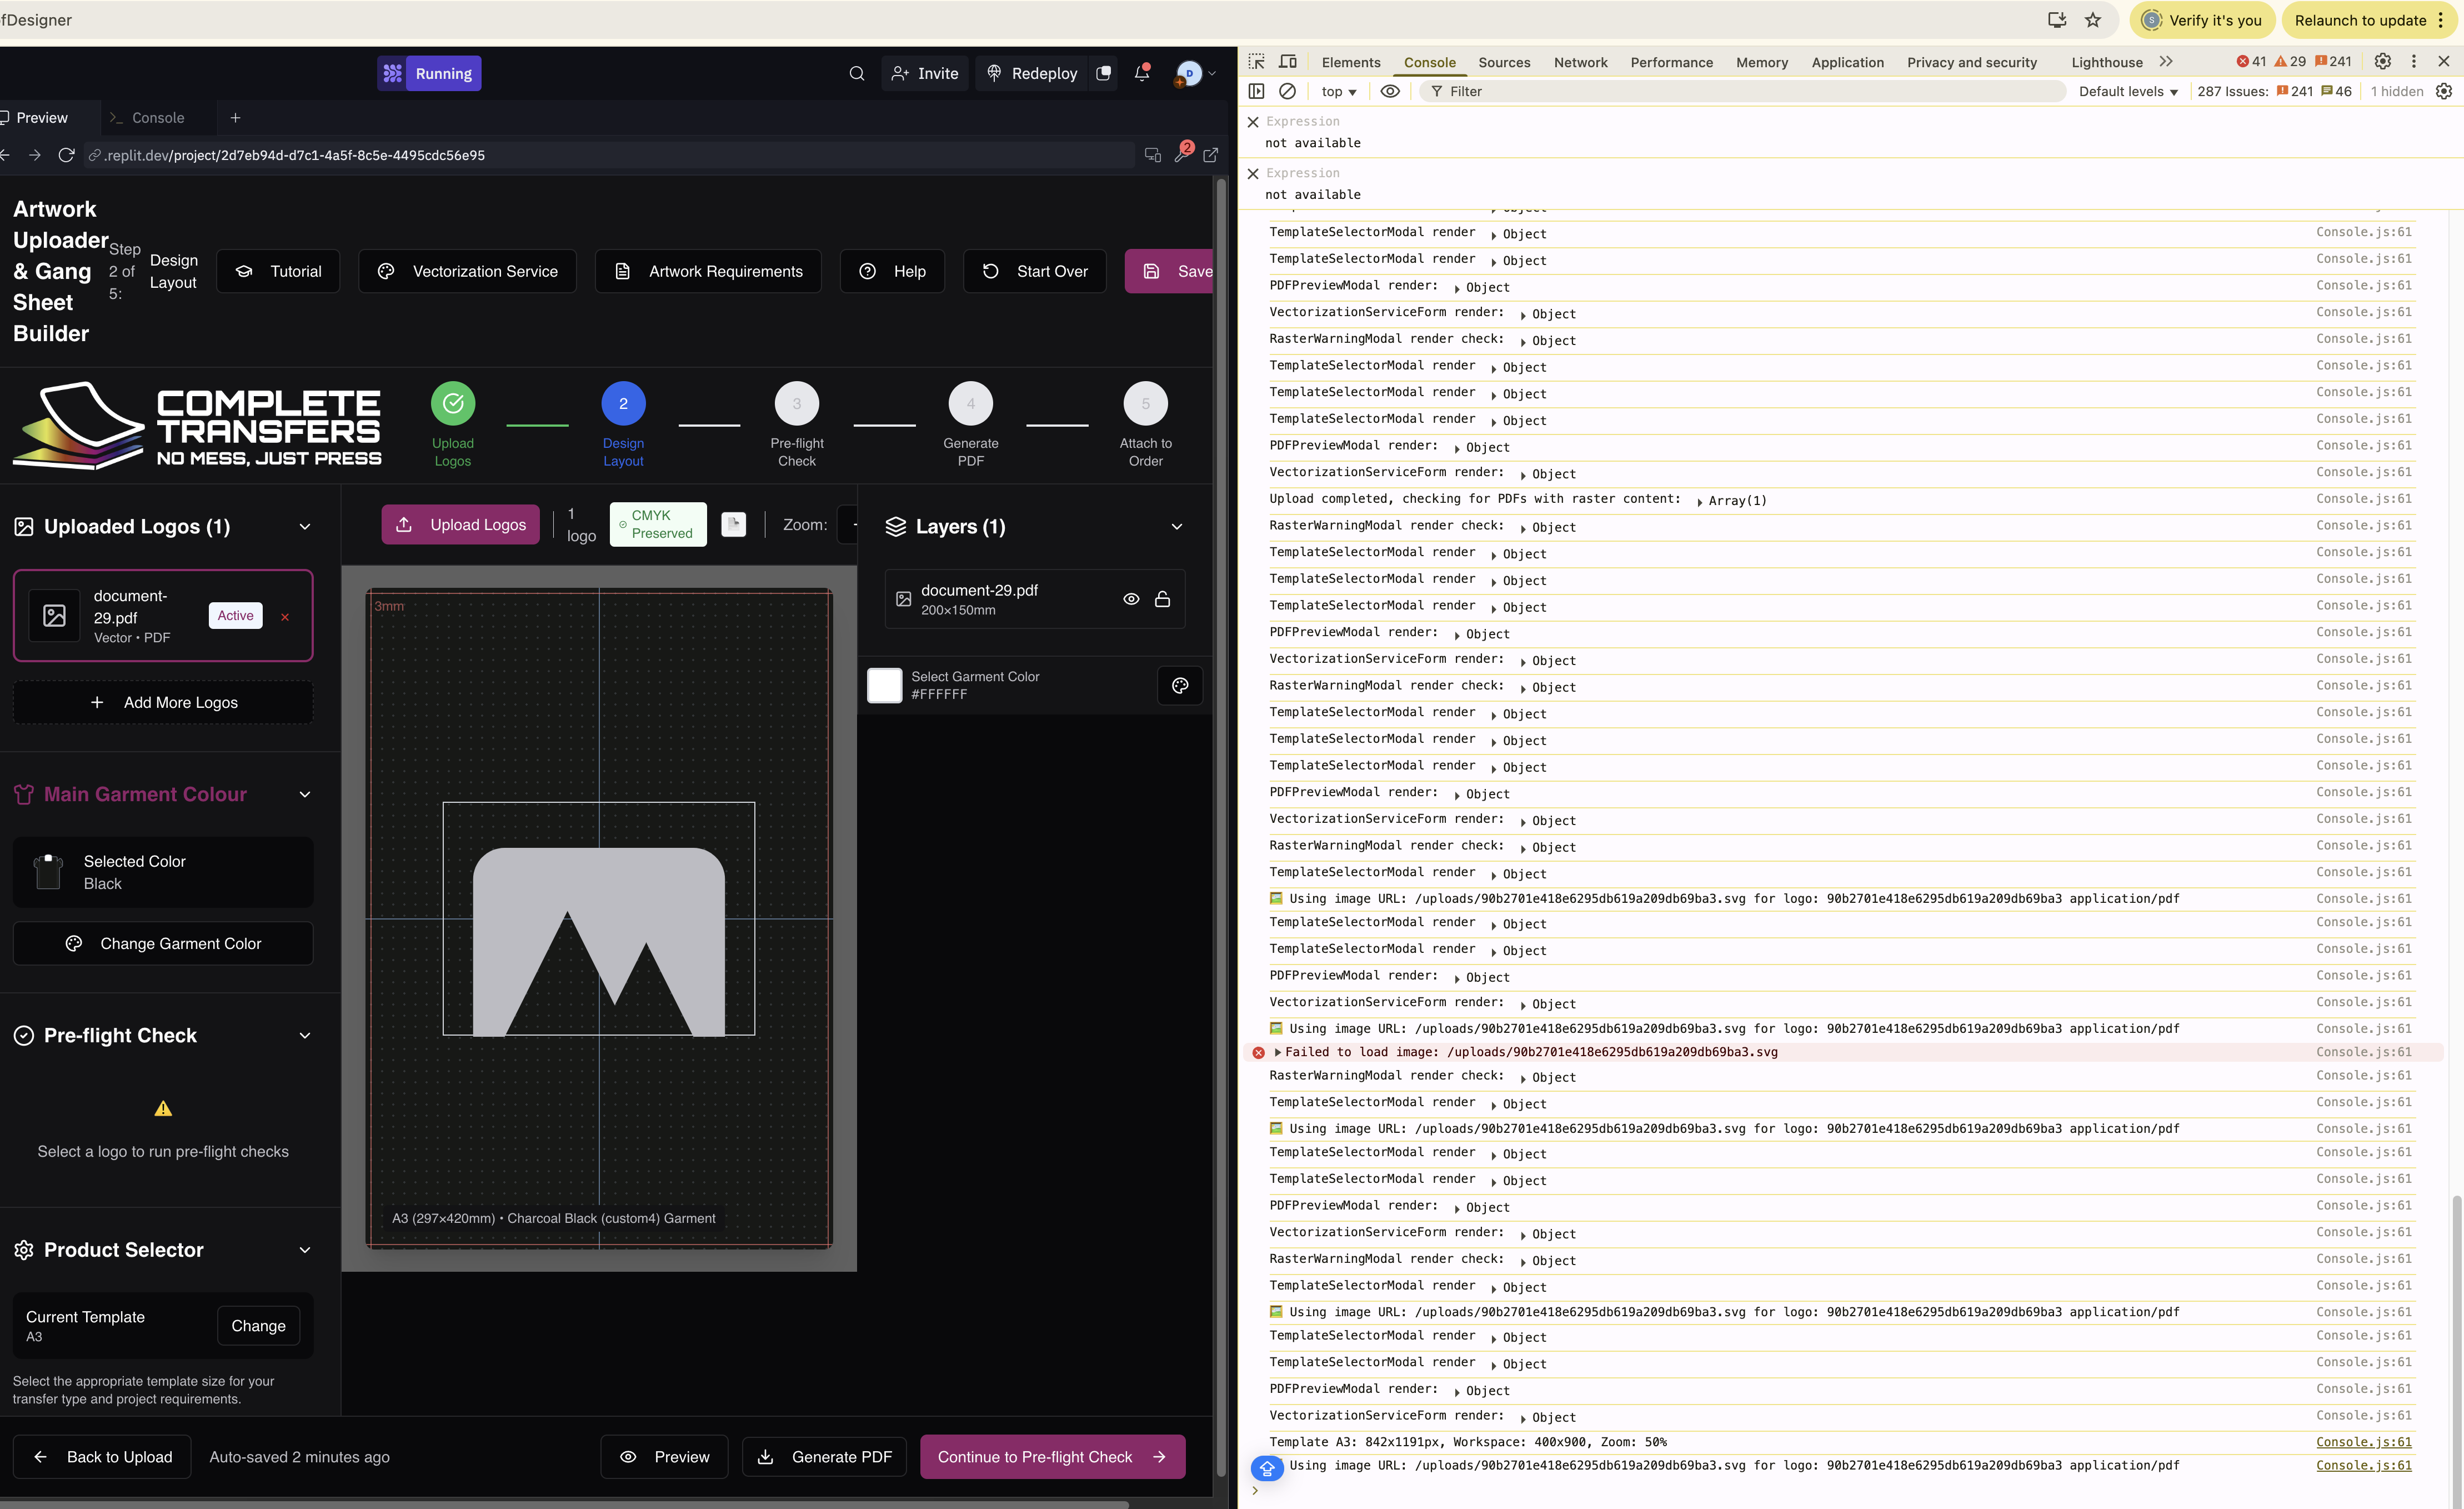 fDesigner
Verify it's you
Relaunch to update
Running
Invite
Redeploy
D
Preview
Console
.replit.dev/project/2d7eb94d-d7c1-4a5f-8c5e-4495cdc56e95
2
Artwork
Uploader
& Gang
Sheet
Builder
Step
2 of
5:
Design
Layout
Tutorial
Vectorization Service
Artwork Requirements
Help
Start Over
Save
COMPLETE
TRANSFERS
NO MESS, JUST PRESS
Upload
Logos
2
Design
Layout
3
Pre-flight
Check
4
Generate
PDF
5
Attach to
Order
Uploaded Logos (1)
document-
29.pdf
Vector • PDF
Active
Add More Logos
Main Garment Colour
Selected Color
Black
Change Garment Color
Pre-flight Check
Select a logo to run pre-flight checks
Product Selector
Current Template
A3
Change
Select the appropriate template size for your
transfer type and project requirements.
Upload Logos
1
logo
CMYK
Preserved
Zoom:
3mm
A3 (297×420mm) • Charcoal Black (custom4) Garment
Layers (1)
document-29.pdf
200×150mm
Select Garment Color
#FFFFFF
Back to Upload
Auto-saved 2 minutes ago
Preview
Generate PDF
Continue to Pre-flight Check
Elements
Console
Sources
Network
Performance
Memory
Application
Privacy and security
Lighthouse
41
29
241
top
Filter
Default levels
287 Issues:
241
46
1 hidden
Expression
not available
Expression
not available
TemplateSelectorModal render Object Console.js:61
TemplateSelectorModal render Object Console.js:61
PDFPreviewModal render: Object Console.js:61
VectorizationServiceForm render: Object Console.js:61
RasterWarningModal render check: Object Console.js:61
TemplateSelectorModal render Object Console.js:61
TemplateSelectorModal render Object Console.js:61
TemplateSelectorModal render Object Console.js:61
PDFPreviewModal render: Object Console.js:61
VectorizationServiceForm render: Object Console.js:61
Upload completed, checking for PDFs with raster content: Array(1) Console.js:61
RasterWarningModal render check: Object Console.js:61
TemplateSelectorModal render Object Console.js:61
TemplateSelectorModal render Object Console.js:61
TemplateSelectorModal render Object Console.js:61
PDFPreviewModal render: Object Console.js:61
VectorizationServiceForm render: Object Console.js:61
RasterWarningModal render check: Object Console.js:61
TemplateSelectorModal render Object Console.js:61
TemplateSelectorModal render Object Console.js:61
TemplateSelectorModal render Object Console.js:61
PDFPreviewModal render: Object Console.js:61
VectorizationServiceForm render: Object Console.js:61
RasterWarningModal render check: Object Console.js:61
TemplateSelectorModal render Object Console.js:61
Using image URL: /uploads/90b2701e418e6295db619a209db69ba3.svg for logo: 90b2701e418e6295db619a209db69ba3 application/pdf Console.js:61
TemplateSelectorModal render Object Console.js:61
TemplateSelectorModal render Object Console.js:61
PDFPreviewModal render: Object Console.js:61
VectorizationServiceForm render: Object Console.js:61
Using image URL: /uploads/90b2701e418e6295db619a209db69ba3.svg for logo: 90b2701e418e6295db619a209db69ba3 application/pdf Console.js:61
Failed to load image: /uploads/90b2701e418e6295db619a209db69ba3.svg Console.js:61
RasterWarningModal render check: Object Console.js:61
TemplateSelectorModal render Object Console.js:61
Using image URL: /uploads/90b2701e418e6295db619a209db69ba3.svg for logo: 90b2701e418e6295db619a209db69ba3 application/pdf Console.js:61
TemplateSelectorModal render Object Console.js:61
TemplateSelectorModal render Object Console.js:61
PDFPreviewModal render: Object Console.js:61
VectorizationServiceForm render: Object Console.js:61
RasterWarningModal render check: Object Console.js:61
TemplateSelectorModal render Object Console.js:61
Using image URL: /uploads/90b2701e418e6295db619a209db69ba3.svg for logo: 90b2701e418e6295db619a209db69ba3 application/pdf Console.js:61
TemplateSelectorModal render Object Console.js:61
TemplateSelectorModal render Object Console.js:61
PDFPreviewModal render: Object Console.js:61
VectorizationServiceForm render: Object Console.js:61
Template A3: 842x1191px, Workspace: 400x900, Zoom: 50% Console.js:61
Using image URL: /uploads/90b2701e418e6295db619a209db69ba3.svg for logo: 90b2701e418e6295db619a209db69ba3 application/pdf Console.js:61